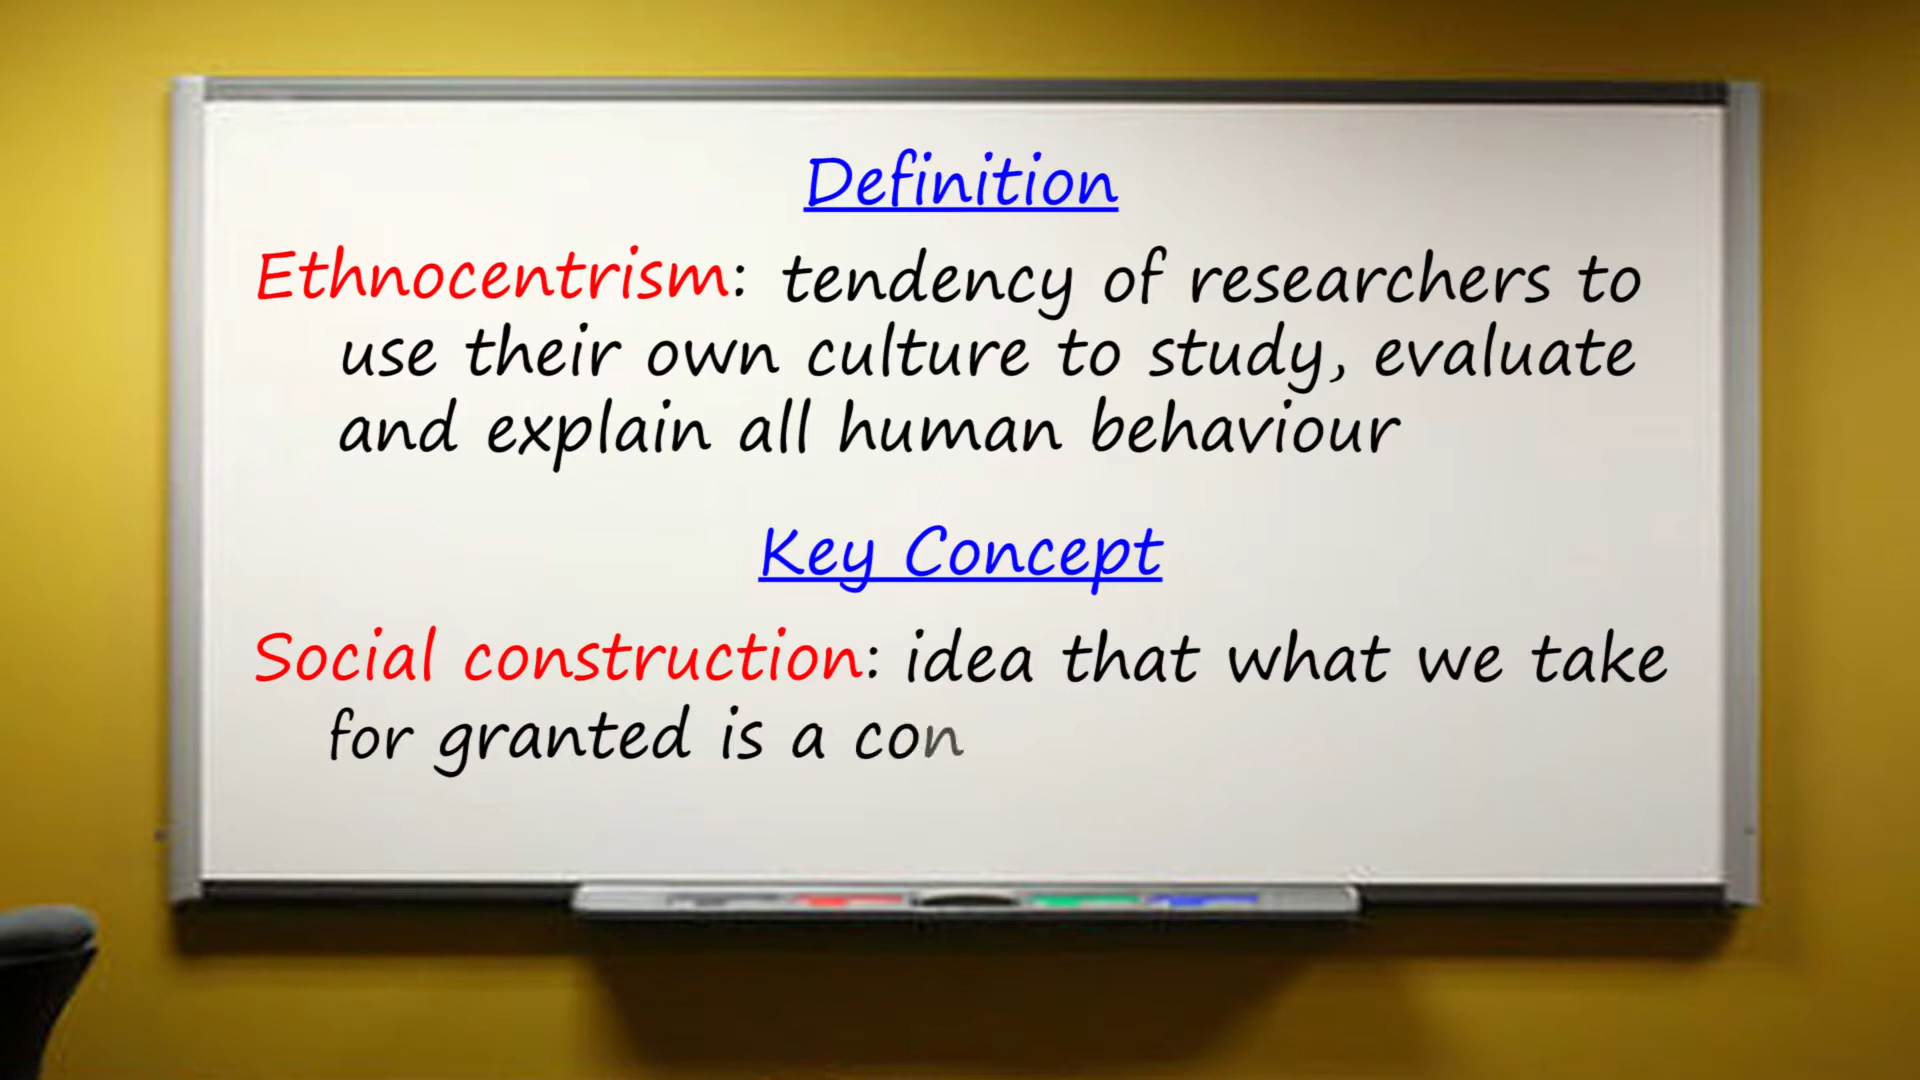 Definition
Ethnocentrism: tendency of researchers to
use their own culture to study, evaluate
and explain all human behaviour
Key Concept
Social construction: idea that what we take
for granted is a con